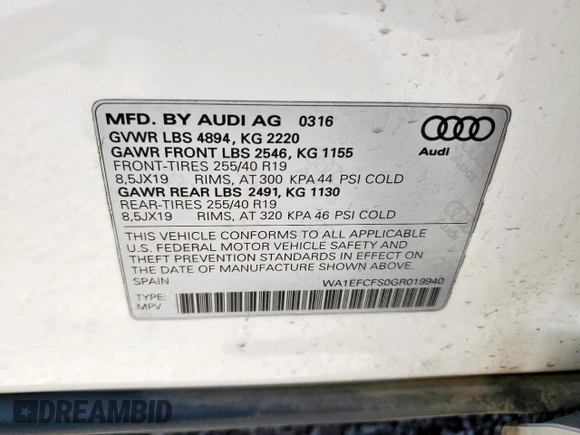 MFD. BY AUDI AG 0316
GVWR LBS 4894, KG 2220
GAWR FRONT LBS 2546, KG 1155
FRONT-TIRES 255/40 R19
8,5JX19 RIMS, AT 300 KPA 44 PSI COLD
GAWR REAR LBS 2491, KG 1130
REAR-TIRES 255/40 R19
8,5JX19 RIMS, AT 320 KPA 46 PSI COLD
Audi
THIS VEHICLE CONFORMS TO ALL APPLICABLE
U.S. FEDERAL MOTOR VEHICLE SAFETY AND
THEFT PREVENTION STANDARDS IN
EFFECT ON THE DATE OF MANUFACTURE SHOWN ABOVE.
SPAIN WA1EFCFS0GR019940
TYPE:
MPV
DREAMBID